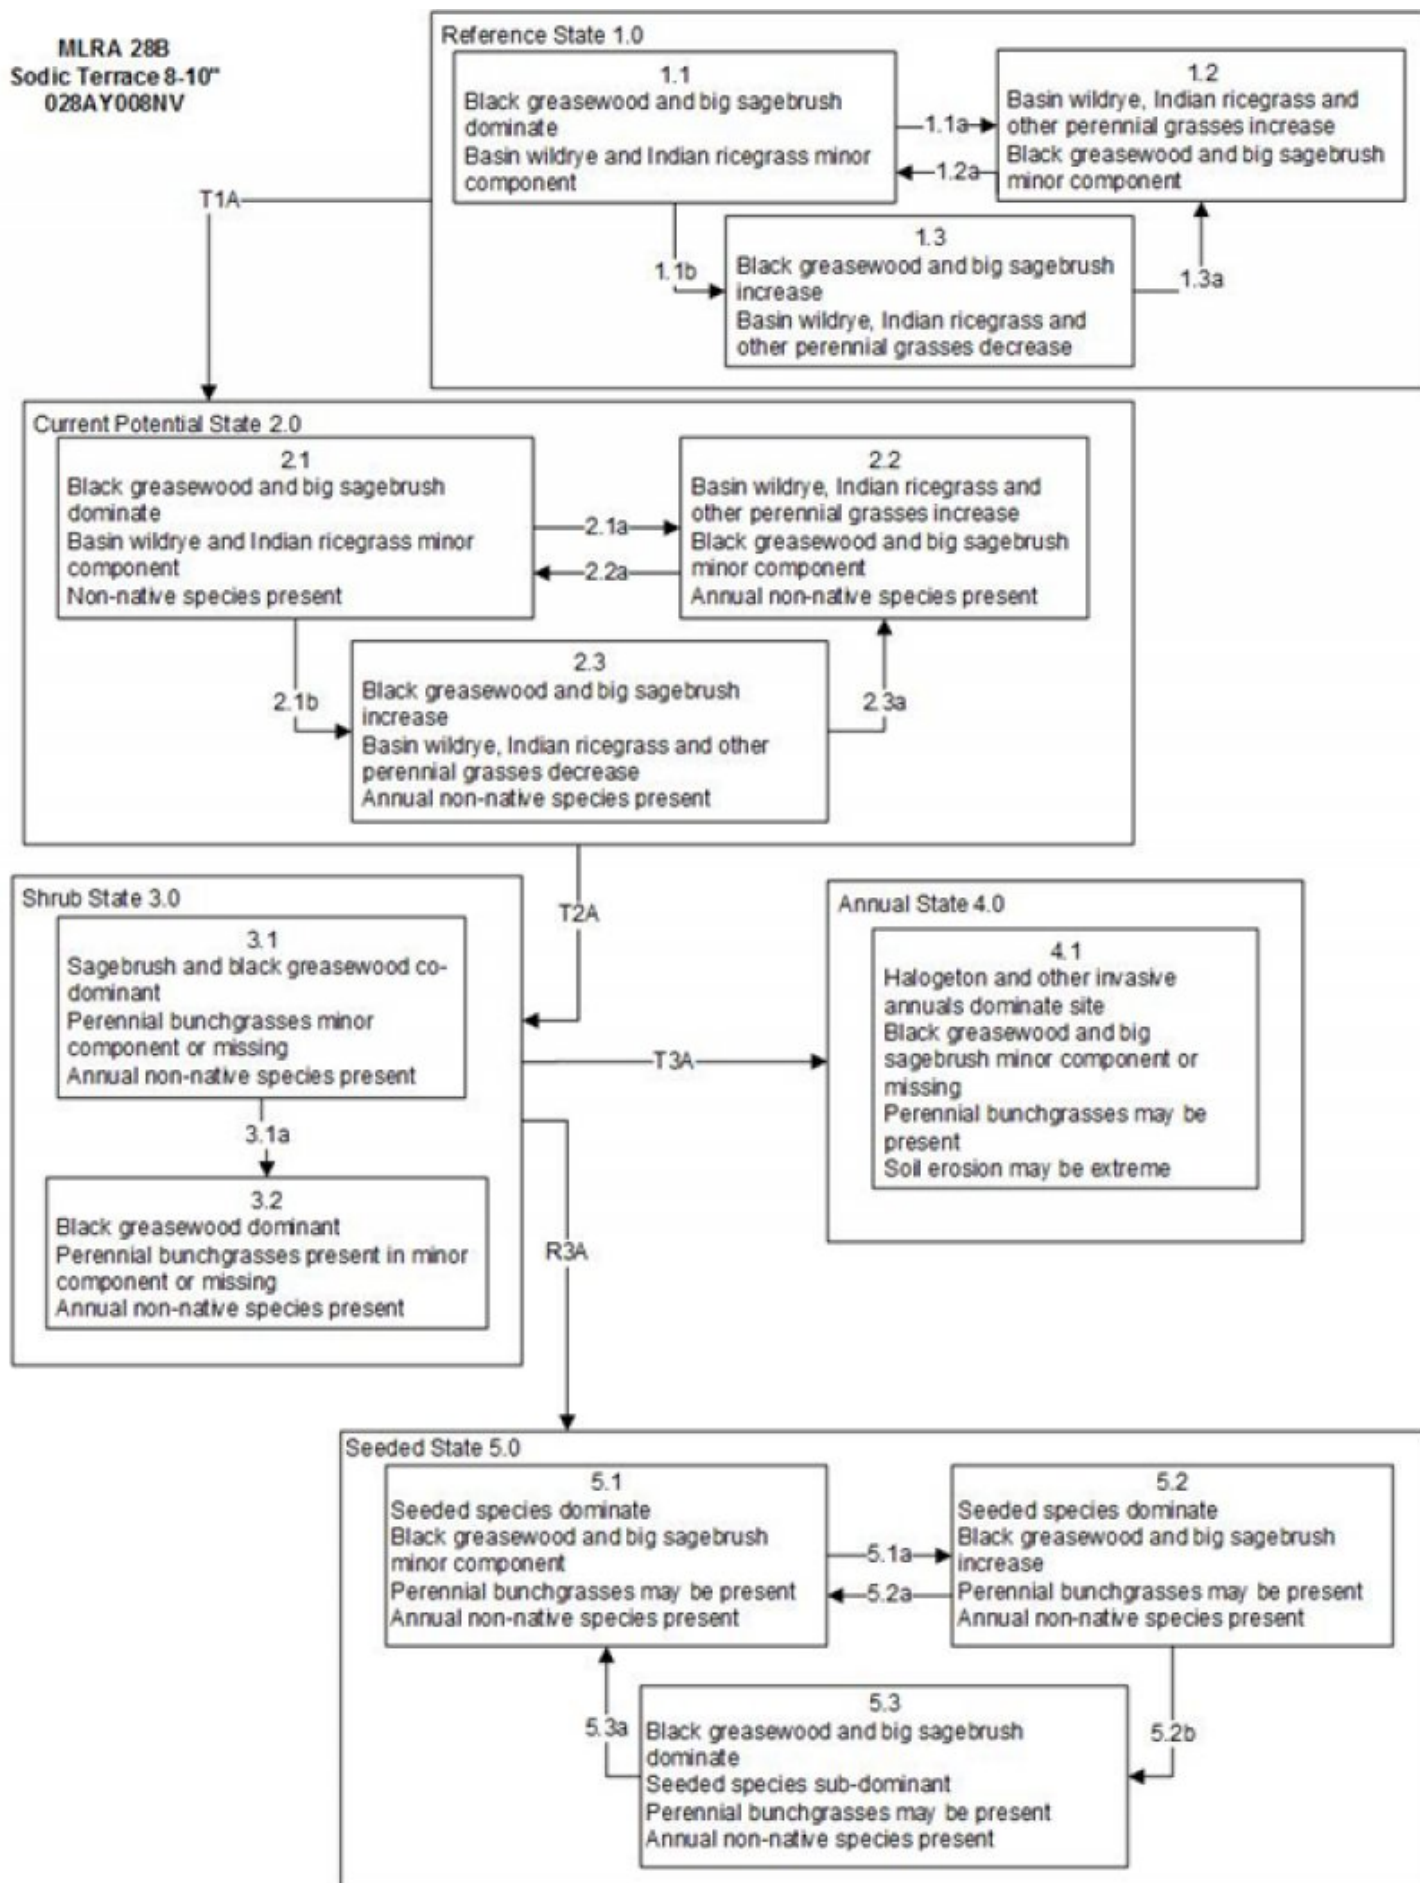 MLRA 28B
Sodic Terrace 8-10"
028AY008NV
Reference State 1.0
1.1
Black greasewood and big sagebrush
dominate
Basin wildrye and Indian ricegrass minor
component
1.1a
1.2a
1.2
Basin wildrye, Indian ricegrass and
other perennial grasses increase
Black greasewood and big sagebrush
minor component
T1A
1.1b
1.3
Black greasewood and big sagebrush
increase
Basin wildrye, Indian ricegrass and
other perennial grasses decrease
1.3a
Current Potential State 2.0
2.1
Black greasewood and big sagebrush
dominate
Basin wildrye and Indian ricegrass minor
component
Non-native species present
2.1a
2.2a
2.2
Basin wildrye, Indian ricegrass and
other perennial grasses increase
Black greasewood and big sagebrush
minor component
Annual non-native species present
2.1b
2.3
Black greasewood and big sagebrush
increase
Basin wildrye, Indian ricegrass and other
perennial grasses decrease
Annual non-native species present
2.3a
T2A
Shrub State 3.0
3.1
Sagebrush and black greasewood co-
dominant
Perennial bunchgrasses minor
component or missing
Annual non-native species present
3.1a
3.2
Black greasewood dominant
Perennial bunchgrasses present in minor
component or missing
Annual non-native species present
T3A
R3A
Annual State 4.0
4.1
Halogeton and other invasive
annuals dominate site
Black greasewood and big
sagebrush minor component or
missing
Perennial bunchgrasses may be
present
Soil erosion may be extreme
Seeded State 5.0
5.1
Seeded species dominate
Black greasewood and big sagebrush
minor component
Perennial bunchgrasses may be present
Annual non-native species present
5.1a
5.2a
5.2
Seeded species dominate
Black greasewood and big sagebrush
increase
Perennial bunchgrasses may be present
Annual non-native species present
5.3a
5.3
Black greasewood and big sagebrush
dominate
Seeded species sub-dominant
Perennial bunchgrasses may be present
Annual non-native species present
5.2b